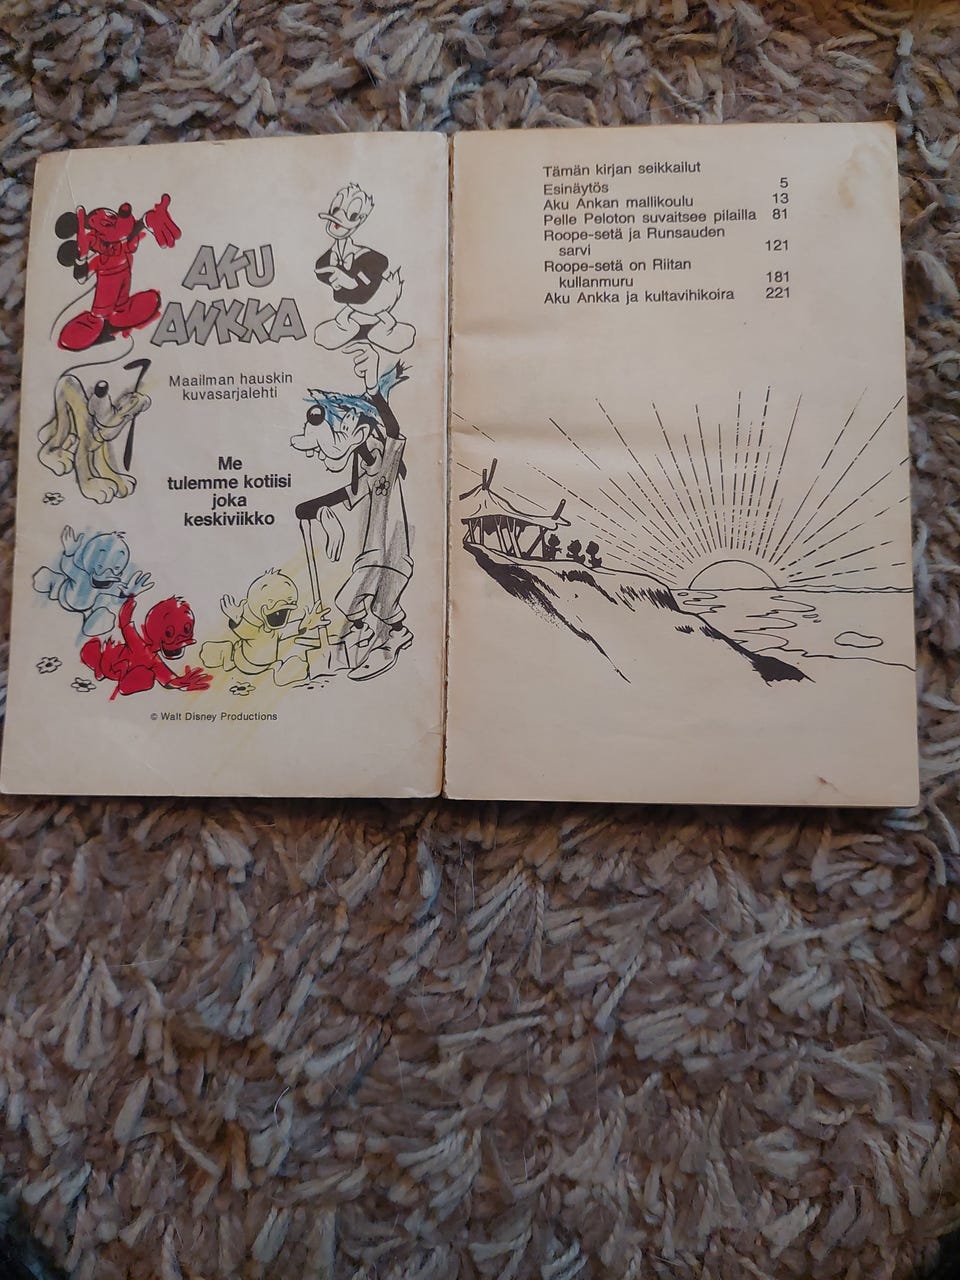 AKU
ANKKA
Maailman hauskin
kuvasarjalehti
Me
tulemme kotiisi
joka
keskiviikko
© Walt Disney Productions
Tämän kirjan seikkailut
Esinäytös 5
Aku Ankan mallikoulu 13
Pelle Peloton suvaitsee pilailla 81
Roope-setä ja Runsauden
sarvi 121
Roope-setä on Riitan
kullanmuru 181
Aku Ankka ja kultavihikoira 221